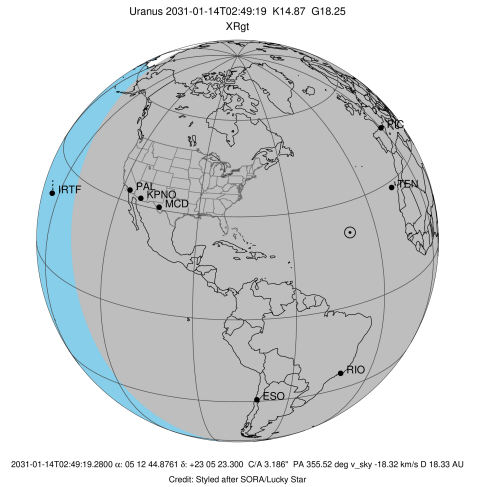 Uranus 2031-01-14T02:49:19 K14.87 G18.25
XRgt
PIC
TEN
IRTF
PAL
KPNO
MCD
RIO
ESO
2031-01-14T02:49:19.2800 α: 05 12 44.8761 δ: +23 05 23.300 C/A 3.186" PA 355.52 deg v_sky -18.32 km/s D 18.33 AU
Credit: Styled after SORA/Lucky Star